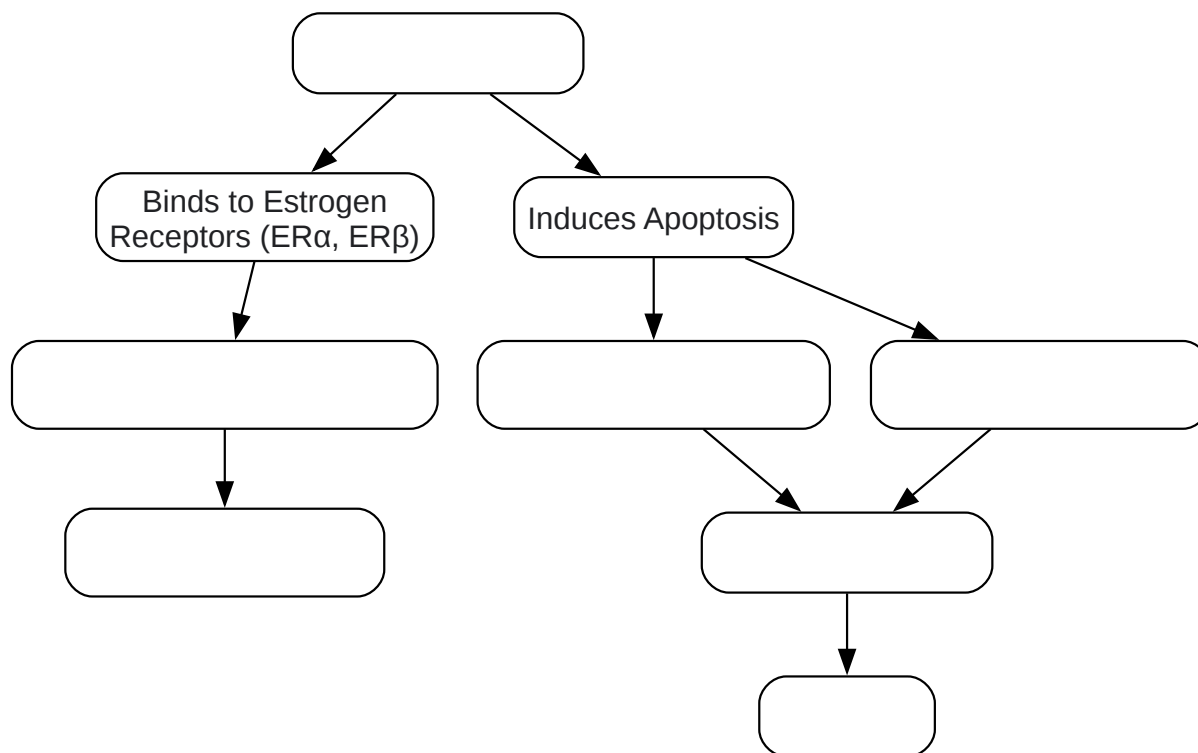 Binds to Estrogen
Receptors (ERα, ERβ)
Induces Apoptosis